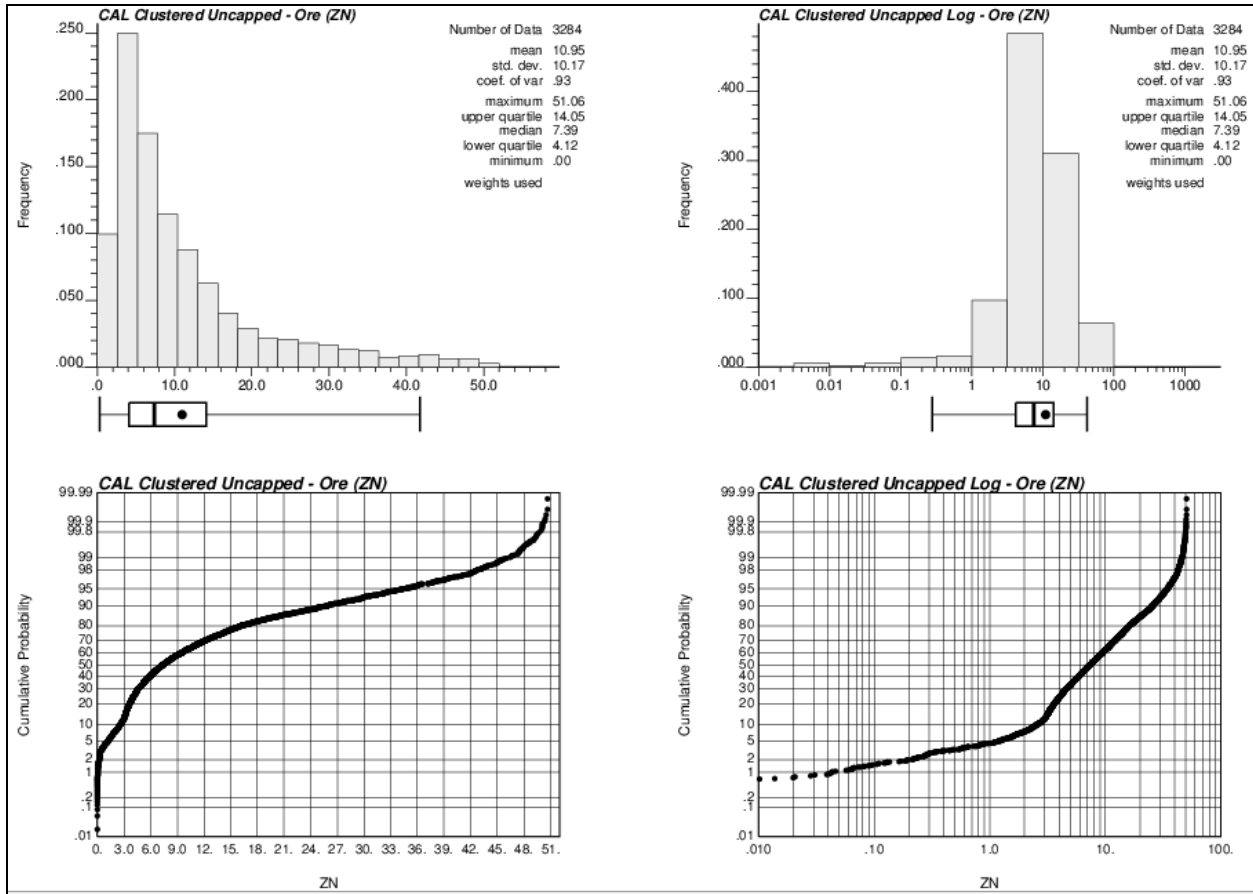 CAL Clustered Uncapped - Ore (ZN)
Number of Data 3284
mean 10.95
std. dev. 10.17
coef. of var .93
maximum 51.06
upper quartile 14.05
median 7.39
lower quartile 4.12
minimum .00
weights used
Frequency
.250
.200
.150
.100
.050
.000
.0 10.0 20.0 30.0 40.0 50.0
CAL Clustered Uncapped Log - Ore (ZN)
Number of Data 3284
mean 10.95
std. dev. 10.17
coef. of var .93
maximum 51.06
upper quartile 14.05
median 7.39
lower quartile 4.12
minimum .00
weights used
Frequency
.400
.300
.200
.100
.000
0.001 0.01 0.1 1 10 100 1000
CAL Clustered Uncapped - Ore (ZN)
Cumulative Probability
99.99
99.9
99.8
99
98
95
90
80
70
60
50
40
30
20
10
5
2
1
.2
.1
.01
0. 3.0 6.0 9.0 12. 15. 18. 21. 24. 27. 30. 33. 36. 39. 42. 45. 48. 51.
ZN
CAL Clustered Uncapped Log - Ore (ZN)
Cumulative Probability
99.99
99.9
99.8
99
98
95
90
80
70
60
50
40
30
20
10
5
2
1
.2
.1
.01
.010 .10 1.0 10. 100.
ZN